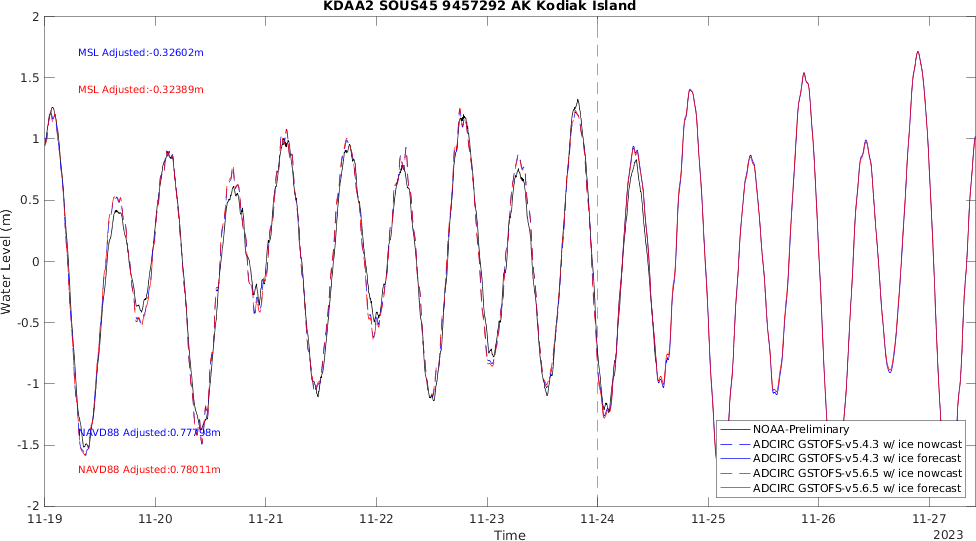 KDAA2 SOUS45 9457292 AK Kodiak Island
2
1.5
1
0.5
0
-0.5
-1
-1.5
-2
Water Level (m)
MSL Adjusted:-0.32602m
MSL Adjusted:-0.32389m
NAVD88 Adjusted:0.77798m
NAVD88 Adjusted:0.78011m
NOAA-Preliminary
ADCIRC GSTOFS-v5.4.3 w/ ice nowcast
ADCIRC GSTOFS-v5.4.3 w/ ice forecast
ADCIRC GSTOFS-v5.6.5 w/ ice nowcast
ADCIRC GSTOFS-v5.6.5 w/ ice forecast
11-19 11-20 11-21 11-22 11-23 11-24 11-25 11-26 11-27
Time
2023